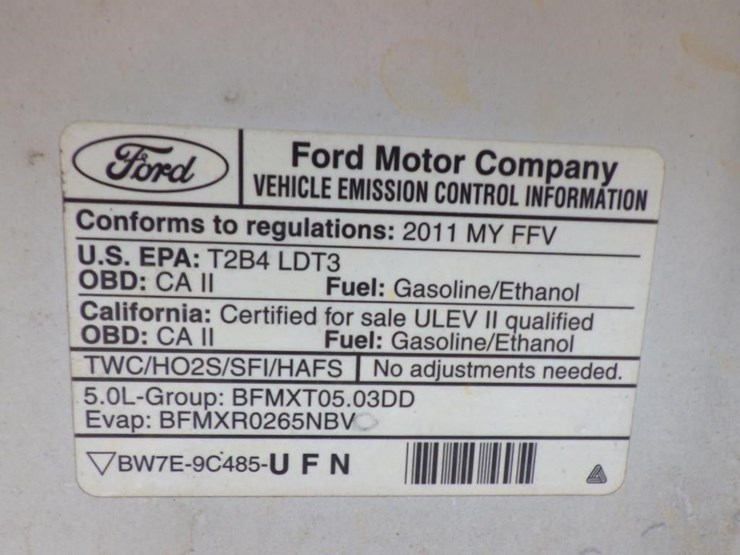 Ford
Ford Motor Company
VEHICLE EMISSION CONTROL INFORMATION
Conforms to regulations: 2011 MY FFV
U.S. EPA: T2B4 LDT3
OBD: CA II Fuel: Gasoline/Ethanol
California: Certified for sale ULEV II qualified
OBD: CA II Fuel: Gasoline/Ethanol
TWC/HO2S/SFI/HAFS No adjustments needed.
5.0L-Group: BFMXT05.03DD
Evap: BFMXR0265NBV
BW7E-9C485-U F N